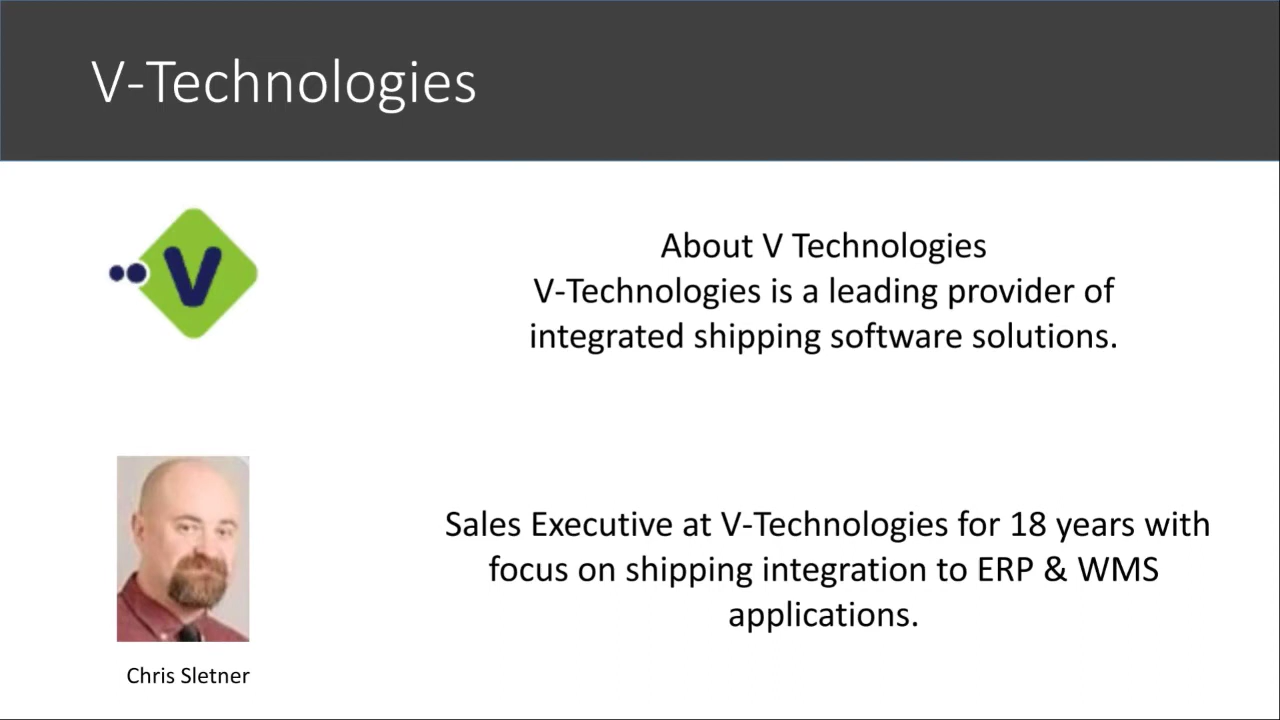 V-Technologies
V
About V Technologies
V-Technologies is a leading provider of
integrated shipping software solutions.
Sales Executive at V-Technologies for 18 years with
focus on shipping integration to ERP & WMS
applications.
Chris Sletner